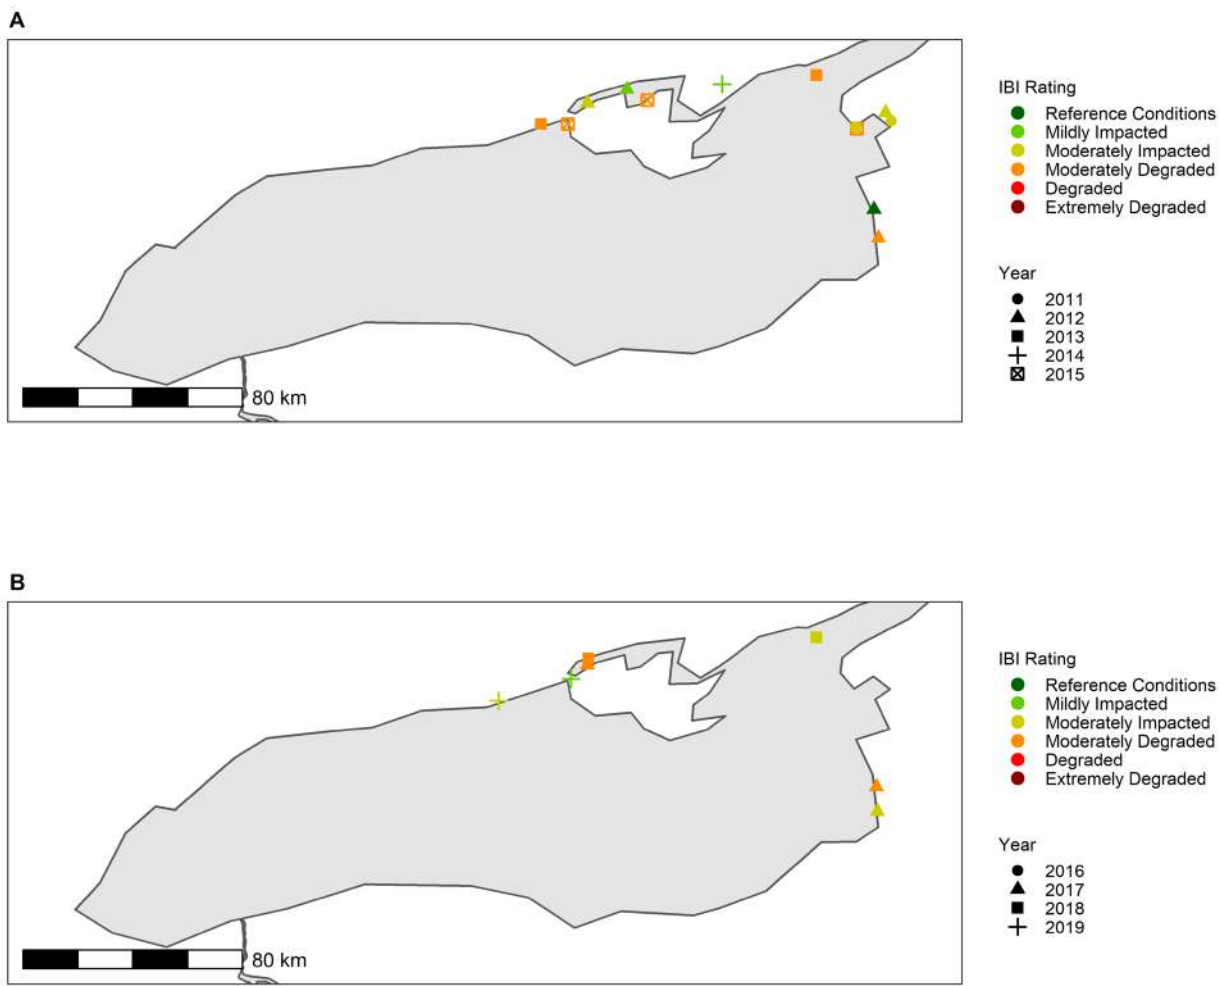 A
IBI Rating
Reference Conditions
Mildly Impacted
Moderately Impacted
Moderately Degraded
Degraded
Extremely Degraded
Year
2011
2012
2013
2014
2015
80 km
B
IBI Rating
Reference Conditions
Mildly Impacted
Moderately Impacted
Moderately Degraded
Degraded
Extremely Degraded
Year
2016
2017
2018
2019
80 km